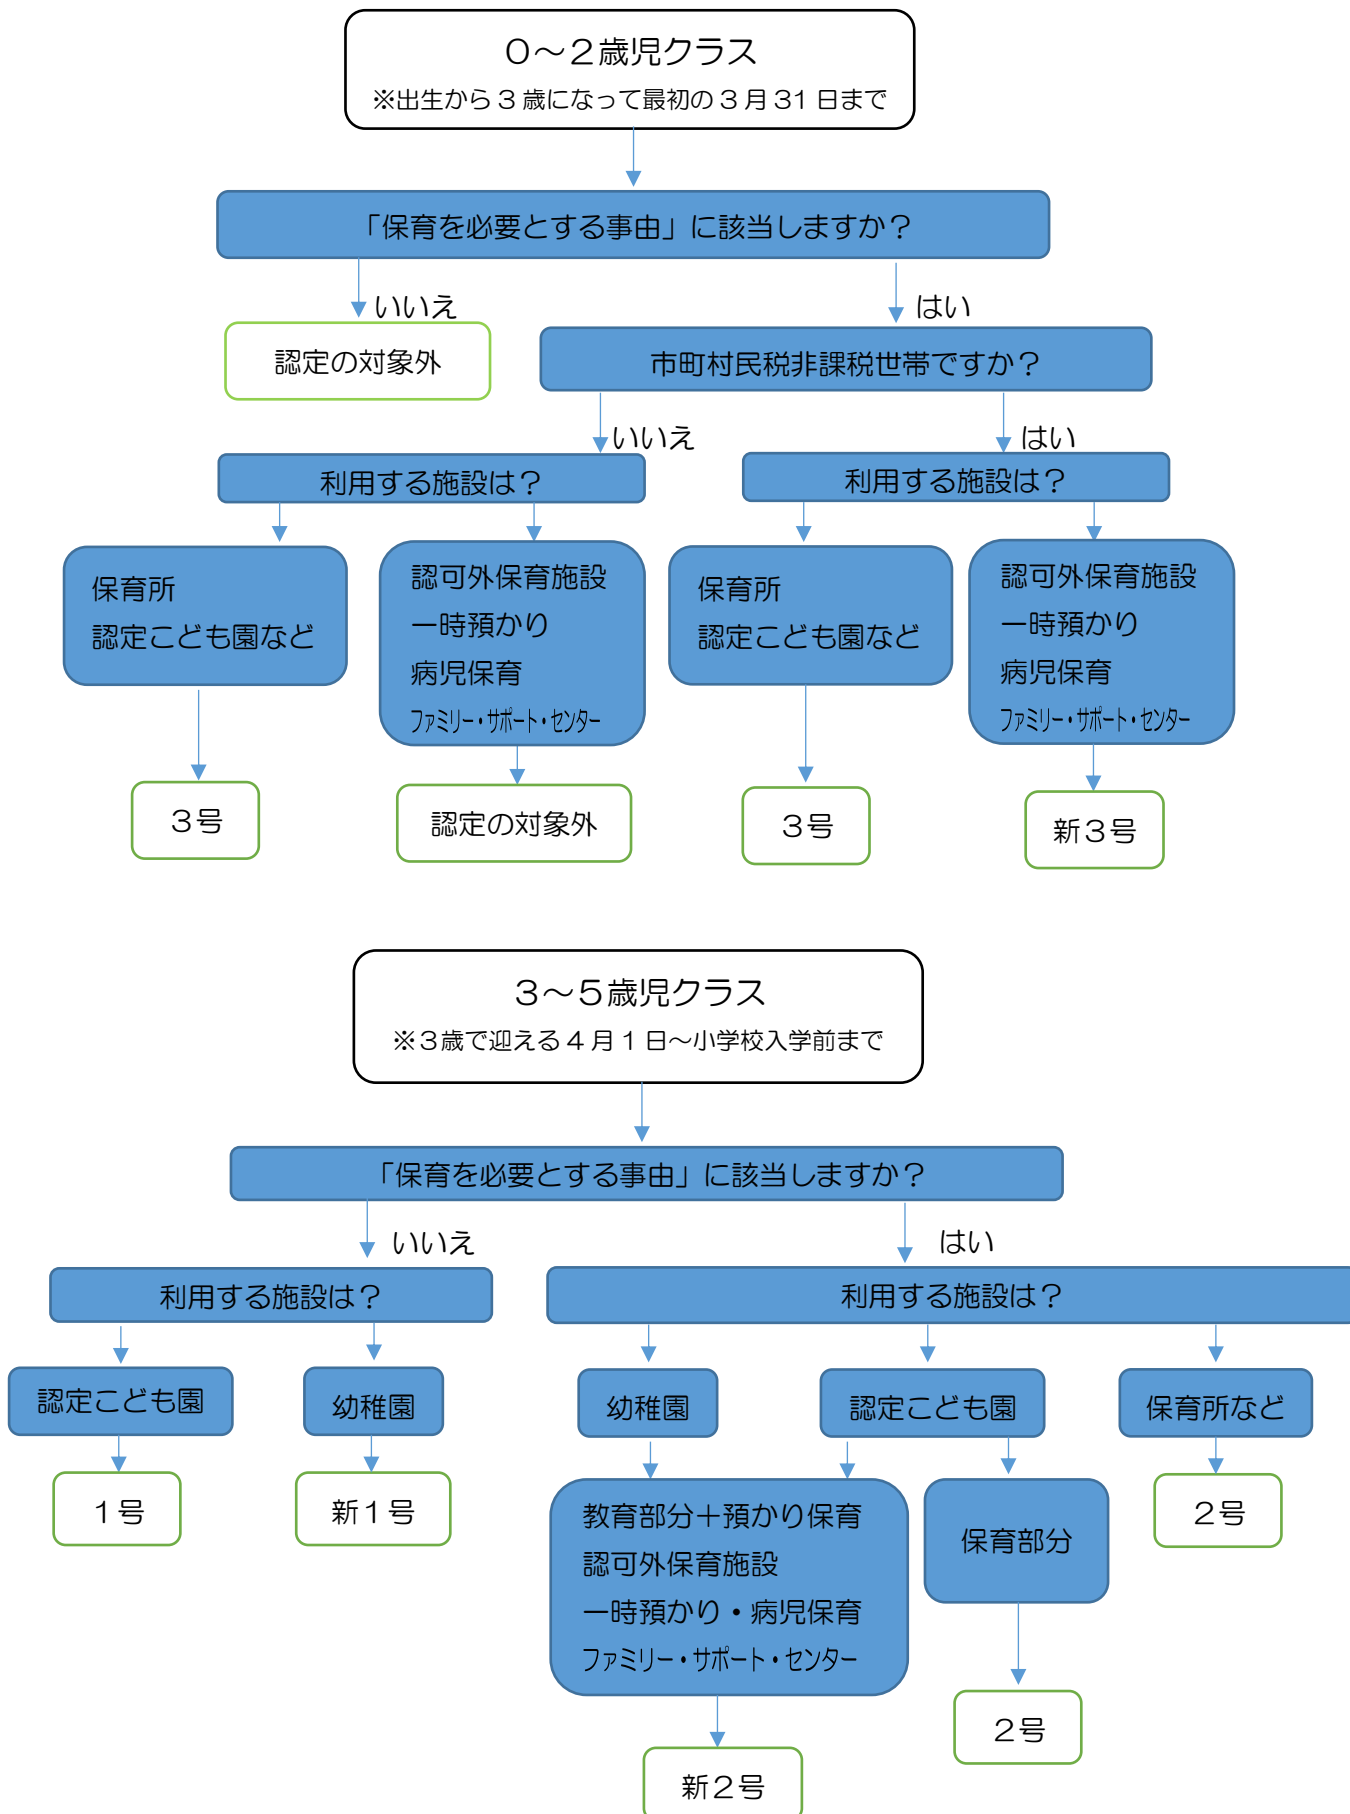 ０～２歳児クラス
※出生から３歳になって最初の３月31日まで
「保育を必要とする事由」に該当しますか？
いいえ
はい
認定の対象外
市町村民税非課税世帯ですか？
いいえ
はい
利用する施設は？
利用する施設は？
保育所
認定こども園など
認可外保育施設
一時預かり
病児保育
ファミリー・サポート・センター
保育所
認定こども園など
認可外保育施設
一時預かり
病児保育
ファミリー・サポート・センター
３号
認定の対象外
３号
新３号
３～５歳児クラス
※３歳で迎える４月１日～小学校入学前まで
「保育を必要とする事由」に該当しますか？
いいえ
はい
利用する施設は？
利用する施設は？
認定こども園
幼稚園
幼稚園
認定こども園
保育所など
１号
新１号
教育部分＋預かり保育
認可外保育施設
一時預かり・病児保育
ファミリー・サポート・センター
保育部分
２号
２号
新２号